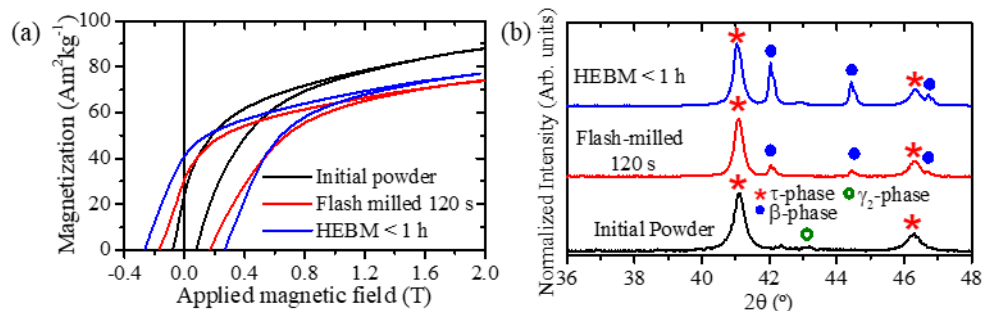 (a)
Magnetization (Am²kg⁻¹)
100
80
60
40
20
0
Initial powder
Flash milled 120 s
HEBM < 1 h
-0.4 0.0 0.4 0.8 1.2 1.6 2.0
Applied magnetic field (T)
(b)
Normalized Intensity (Arb. units)
HEBM < 1 h
Flash-milled
120 s
τ-phase γ₂-phase
β-phase
Initial Powder
36 38 40 42 44 46 48
2θ (º)